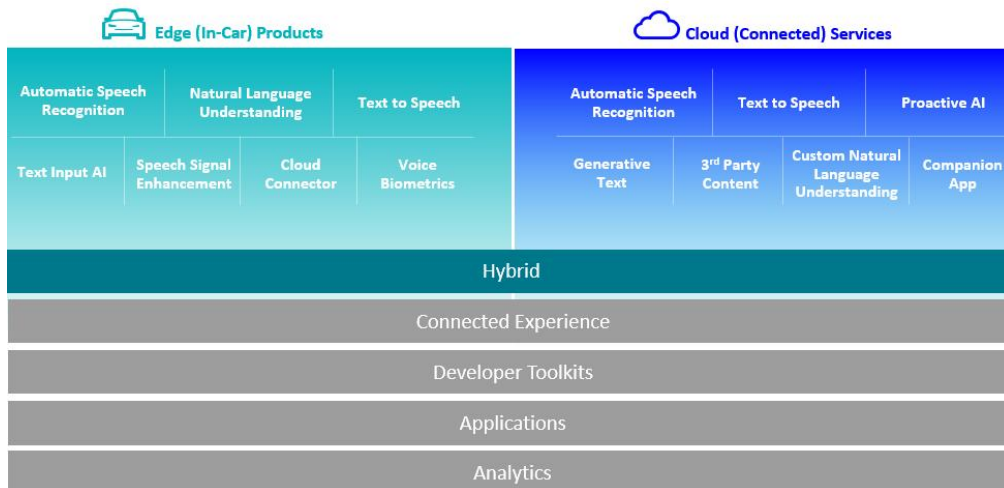 Edge (In-Car) Products
Cloud (Connected) Services
Automatic Speech
Recognition
Natural Language
Understanding
Text to Speech
Text Input AI
Speech Signal
Enhancement
Cloud
Connector
Voice
Biometrics
Automatic Speech
Recognition
Text to Speech
Proactive AI
Generative
Text
3rd Party
Content
Custom Natural
Language
Understanding
Companion
App
Hybrid
Connected Experience
Developer Toolkits
Applications
Analytics